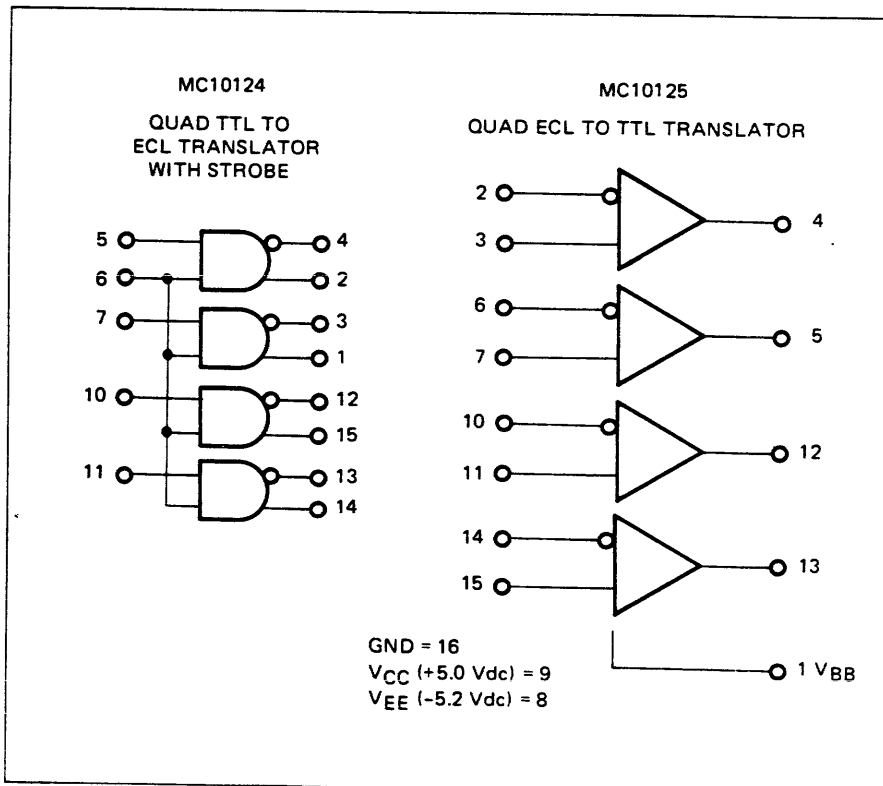 MC10124
QUAD TTL TO
ECL TRANSLATOR
WITH STROBE
5
4
6
2
7
3
1
10
12
15
11
13
14
MC10125
QUAD ECL TO TTL TRANSLATOR
2
3
4
6
7
5
10
11
12
14
15
13
1 VBB
GND = 16
VCC (+5.0 Vdc) = 9
VEE (-5.2 Vdc) = 8